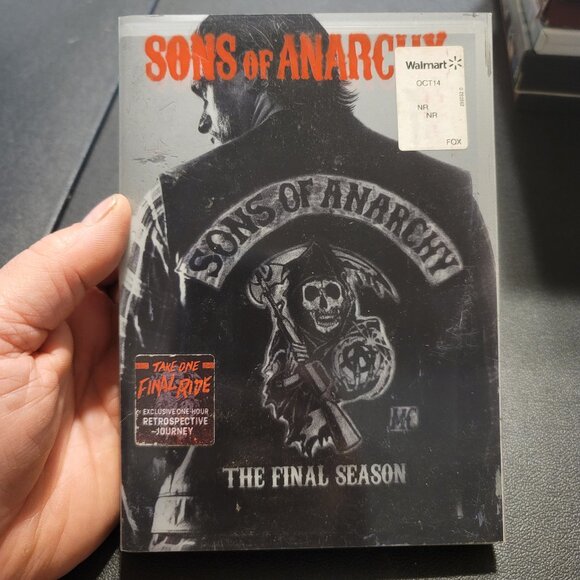 SONS OF ANARCHY
Walmart
OCT14
NR
NR
FOX
SONS OF ANARCHY
MC
TAKE ONE
FINAL RIDE
EXCLUSIVE ONE-HOUR
RETROSPECTIVE
JOURNEY
THE FINAL SEASON